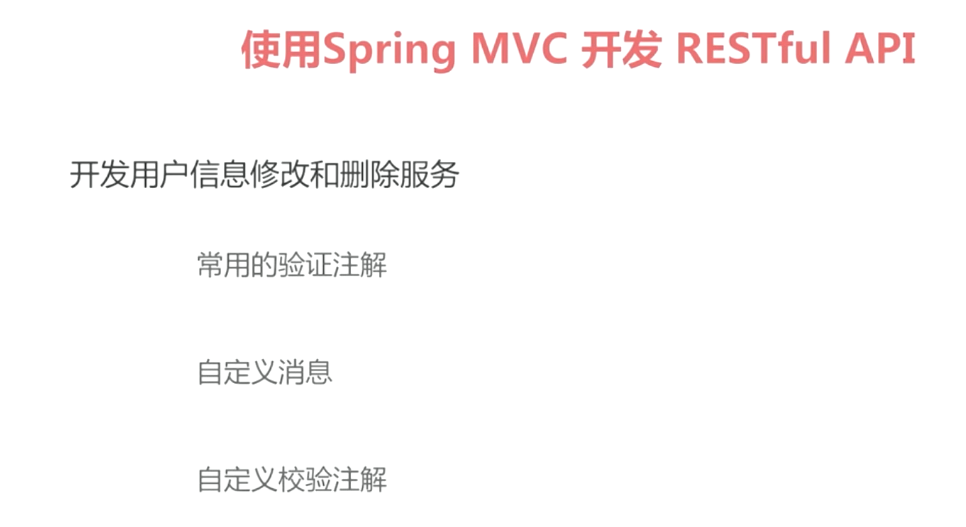 使用Spring MVC 开发 RESTful API
开发用户信息修改和删除服务
常用的验证注解
自定义消息
自定义校验注解